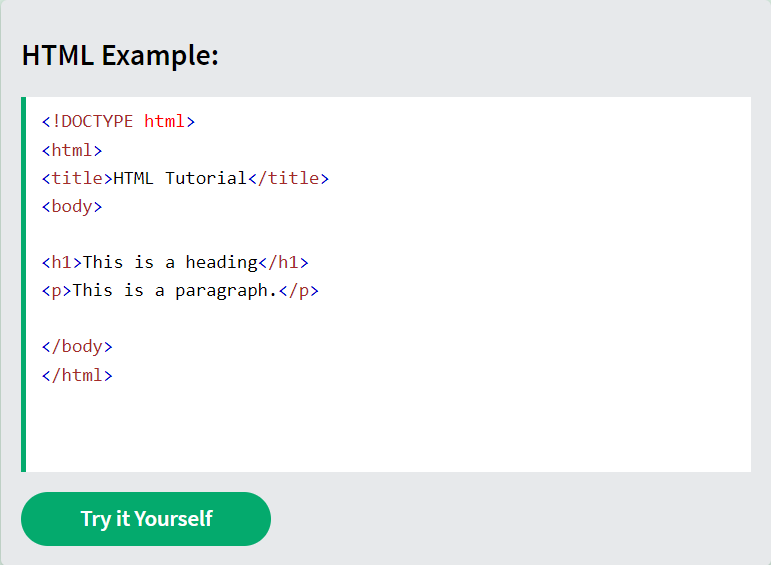 HTML Example:
<!DOCTYPE html>
<html>
<title>HTML Tutorial</title>
<body>
<h1>This is a heading</h1>
<p>This is a paragraph.</p>
</body>
</html>
Try it Yourself